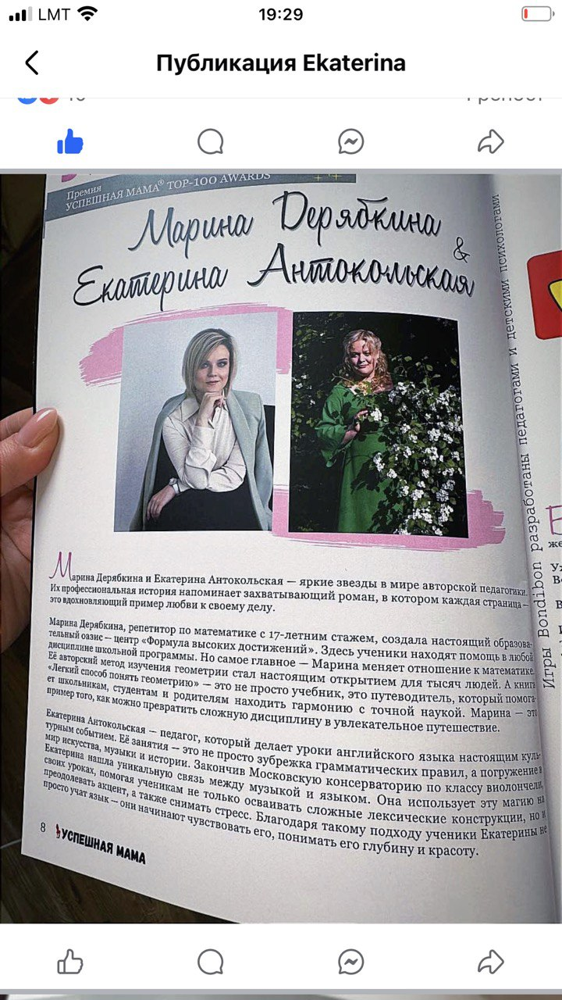 LMT
19:29
Публикация Ekaterina
Премия
УСПЕШНАЯ МАМА® TOP-100 AWARDS
Марина Дерябкина
&
Екатерина Антокольская
Марина Дерябкина и Екатерина Антокольская — яркие звезды в мире авторской педагогики.
Их профессиональная история напоминает захватывающий роман, в котором каждая страница —
это вдохновляющий пример любви к своему делу.
Марина Дерябкина, репетитор по математике с 17-летним стажем, создала настоящий образова-
тельный оазис — центр «Формула высоких достижений». Здесь ученики находят помощь в любой
дисциплине школьной программы. Но самое главное — Марина меняет отношение к математике.
Её авторский метод изучения геометрии стал настоящим открытием для тысяч людей. А книга
«Легкий способ понять геометрию» — это не просто учебник, это путеводитель, который помога-
ет школьникам, студентам и родителям находить гармонию с точной наукой. Марина — это
пример того, как можно превратить сложную дисциплину в увлекательное путешествие.
Екатерина Антокольская — педагог, который делает уроки английского языка настоящим куль-
турным событием. Её занятия — это не просто зубрежка грамматических правил, а погружение в
мир искусства, музыки и истории. Закончив Московскую консерваторию по классу виолончели,
Екатерина нашла уникальную связь между музыкой и языком. Она использует эту магию на
своих уроках, помогая ученикам не только осваивать сложные лексические конструкции, но и
преодолевать акцент, а также снимать стресс. Благодаря такому подходу ученики Екатерины не
просто учат язык — они начинают чувствовать его, понимать его глубину и красоту.
8 УСПЕШНАЯ МАМА
Игры Bondibon разработаны педагогами и детскими психологами